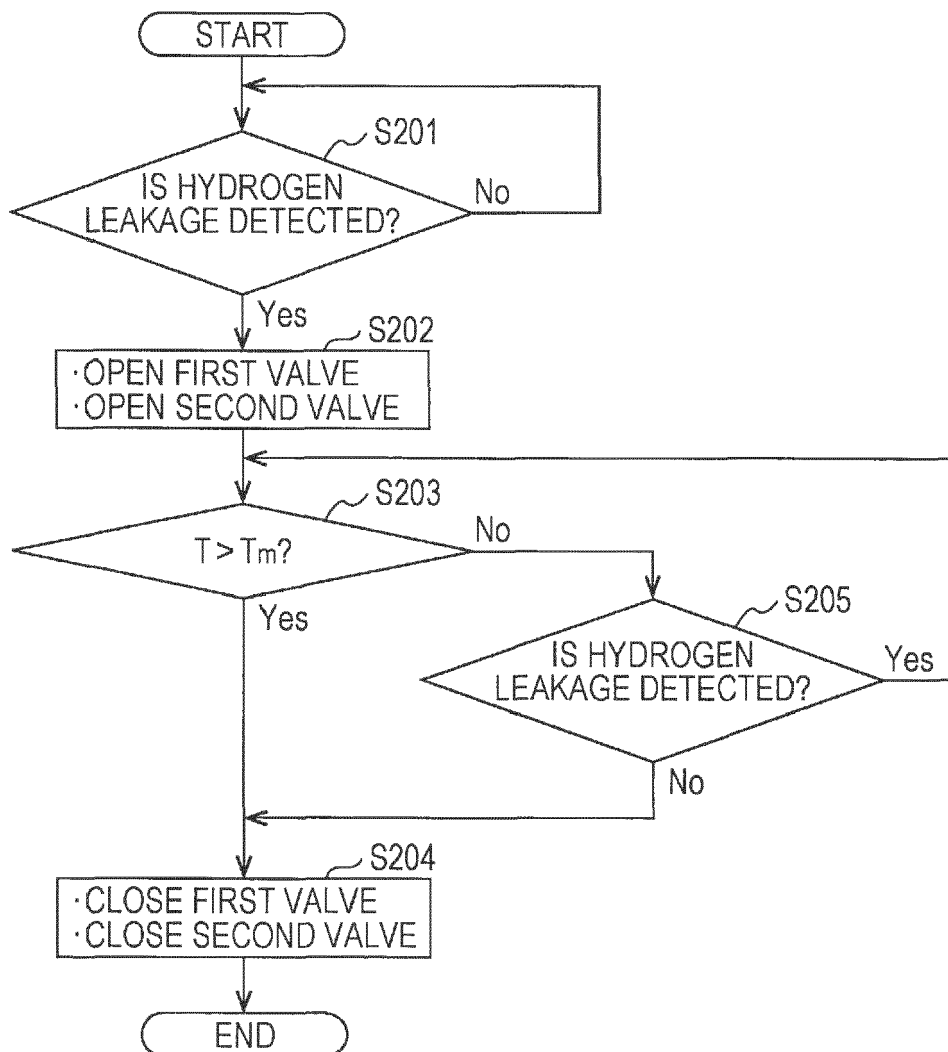 START
S201
IS HYDROGEN
LEAKAGE DETECTED?
No
Yes
S202
·OPEN FIRST VALVE
·OPEN SECOND VALVE
S203
T > Tm?
No
Yes
S205
IS HYDROGEN
LEAKAGE DETECTED?
Yes
No
S204
·CLOSE FIRST VALVE
·CLOSE SECOND VALVE
END